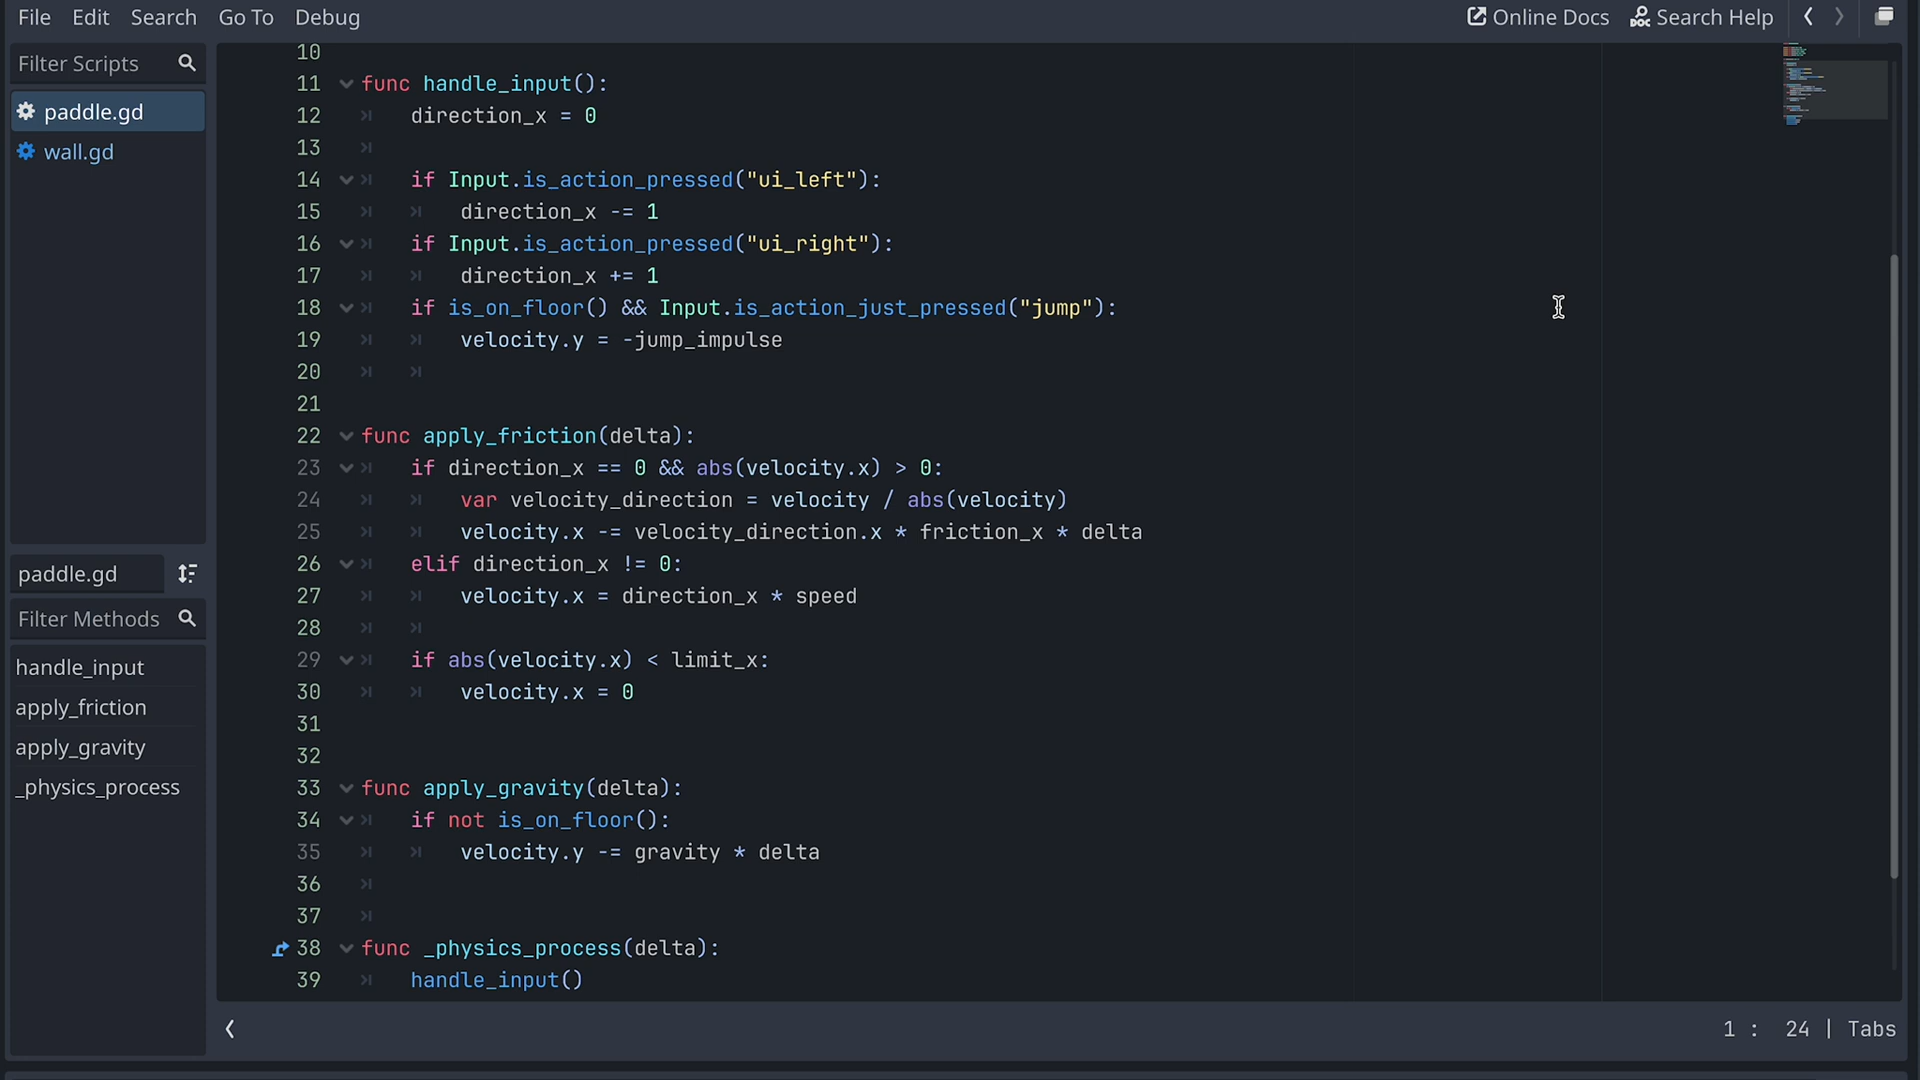 File Edit Search Go To Debug Online Docs Search Help
Filter Scripts
paddle.gd
wall.gd
paddle.gd
Filter Methods
handle_input
apply_friction
apply_gravity
_physics_process
10
11 func handle_input():
12 direction_x = 0
13
14 if Input.is_action_pressed("ui_left"):
15 direction_x -= 1
16 if Input.is_action_pressed("ui_right"):
17 direction_x += 1
18 if is_on_floor() && Input.is_action_just_pressed("jump"):
19 velocity.y = -jump_impulse
20
21
22 func apply_friction(delta):
23 if direction_x == 0 && abs(velocity.x) > 0:
24 var velocity_direction = velocity / abs(velocity)
25 velocity.x -= velocity_direction.x * friction_x * delta
26 elif direction_x != 0:
27 velocity.x = direction_x * speed
28
29 if abs(velocity.x) < limit_x:
30 velocity.x = 0
31
32
33 func apply_gravity(delta):
34 if not is_on_floor():
35 velocity.y -= gravity * delta
36
37
38 func _physics_process(delta):
39 handle_input()
1 : 24 | Tabs